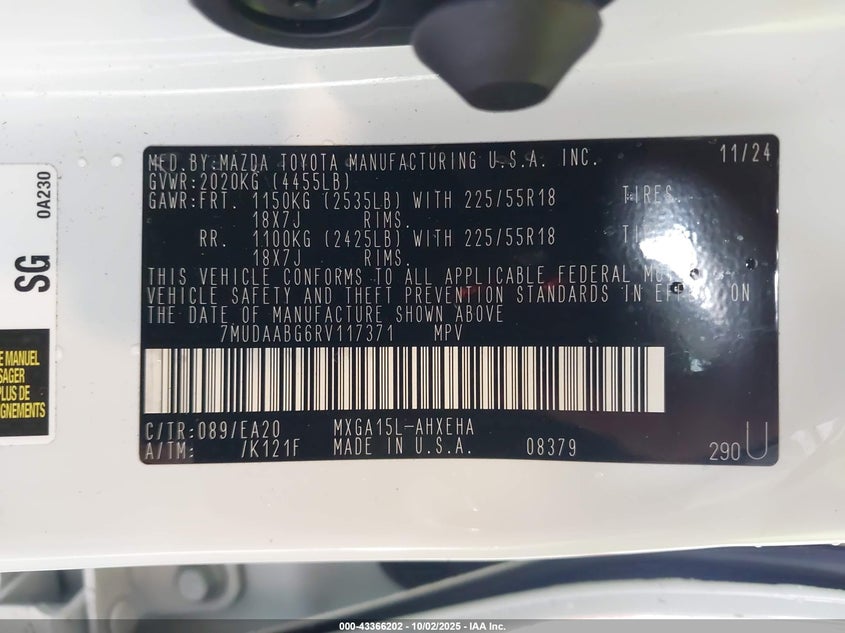 MFD.BY:MAZDA TOYOTA MANUFACTURING U.S.A. INC. 11/24
GVWR:2020KG (4455LB)
GAWR:FRT. 1150KG (2535LB) WITH 225/55R18 TIRES
18X7J RIMS.
RR. 1100KG (2425LB) WITH 225/55R18
18X7J RIMS.
THIS VEHICLE CONFORMS TO ALL APPLICABLE FEDERAL
VEHICLE SAFETY AND THEFT PREVENTION STANDARDS IN ON
THE DATE OF MANUFACTURE SHOWN ABOVE
7MUDAABG6RV117371 MPV
C/TR:089/EA20 MXGA15L-AHXEHA
A/TM: /K121F MADE IN U.S.A. 08379 290 U
SG 0A230
E MANUEL
SAGER
PLUS DE
IGNEMENTS
000-43366202 - 10/02/2025 - IAA Inc.